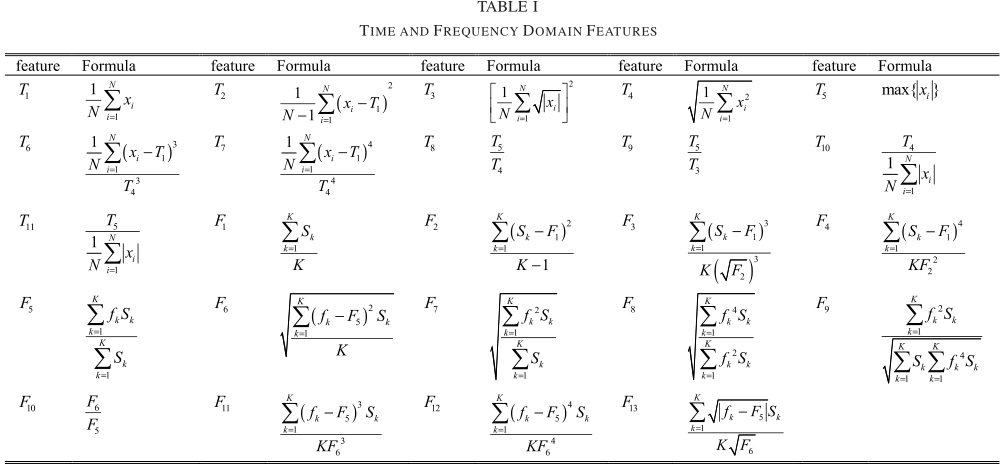 TABLE I
TIME AND FREQUENCY DOMAIN FEATURES
feature Formula feature Formula feature Formula feature Formula feature Formula
T_1 \frac{1}{N}\sum_{i=1}^{N} x_i T_2 \frac{1}{N-1}\sum_{i=1}^{N}(x_i-T_1)^2 T_3 \left[\frac{1}{N}\sum_{i=1}^{N}\sqrt{|x_i|}\right]^2 T_4 \sqrt{\frac{1}{N}\sum_{i=1}^{N} x_i^2} T_5 \max\{|x_i|\}
T_6 \frac{\frac{1}{N}\sum_{i=1}^{N}(x_i-T_1)^3}{T_4^3} T_7 \frac{\frac{1}{N}\sum_{i=1}^{N}(x_i-T_1)^4}{T_4^4} T_8 \frac{T_5}{T_4} T_9 \frac{T_5}{T_3} T_{10} \frac{T_4}{\frac{1}{N}\sum_{i=1}^{N}|x_i|}
T_{11} \frac{T_5}{\frac{1}{N}\sum_{i=1}^{N}|x_i|} F_1 \frac{\sum_{k=1}^{K} S_k}{K} F_2 \frac{\sum_{k=1}^{K}(S_k-F_1)^2}{K-1} F_3 \frac{\sum_{k=1}^{K}(S_k-F_1)^3}{K(\sqrt{F_2})^3} F_4 \frac{\sum_{k=1}^{K}(S_k-F_1)^4}{KF_2^2}
F_5 \frac{\sum_{k=1}^{K} f_k S_k}{\sum_{k=1}^{K} S_k} F_6 \sqrt{\frac{\sum_{k=1}^{K}(f_k-F_5)^2 S_k}{K}} F_7 \sqrt{\frac{\sum_{k=1}^{K} f_k^2 S_k}{\sum_{k=1}^{K} S_k}} F_8 \sqrt{\frac{\sum_{k=1}^{K} f_k^4 S_k}{\sum_{k=1}^{K} f_k^2 S_k}} F_9 \frac{\sum_{k=1}^{K} f_k^2 S_k}{\sqrt{\sum_{k=1}^{K} S_k \sum_{k=1}^{K} f_k^4 S_k}}
F_{10} \frac{F_6}{F_5} F_{11} \frac{\sum_{k=1}^{K}(f_k-F_5)^3 S_k}{KF_6^3} F_{12} \frac{\sum_{k=1}^{K}(f_k-F_5)^4 S_k}{KF_6^4} F_{13} \frac{\sum_{k=1}^{K}\sqrt{|f_k-F_5|}S_k}{K\sqrt{F_6}}